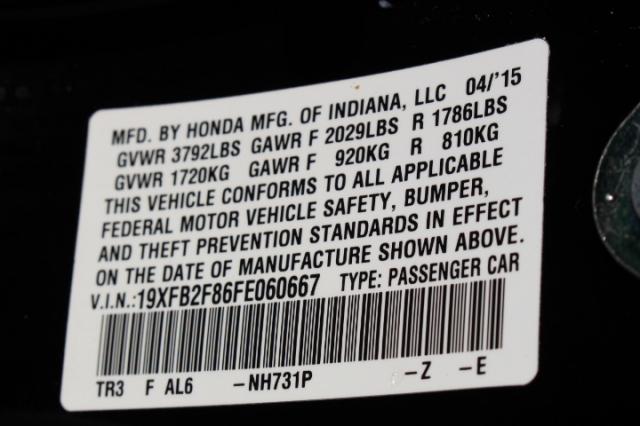 MFD. BY HONDA MFG. OF INDIANA, LLC 04/'15
GVWR 3792LBS GAWR F 2029LBS R 1786LBS
GVWR 1720KG GAWR F 920KG R 810KG
THIS VEHICLE CONFORMS TO ALL APPLICABLE
FEDERAL MOTOR VEHICLE SAFETY, BUMPER,
AND THEFT PREVENTION STANDARDS IN EFFECT
ON THE DATE OF MANUFACTURE SHOWN ABOVE.
V.I.N.:19XFB2F86FE060667 TYPE: PASSENGER CAR
TR3 F AL6 -NH731P -Z -E